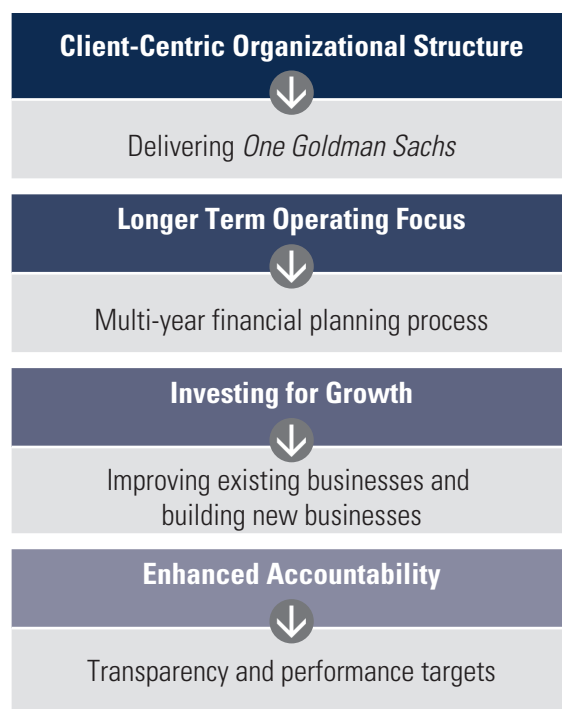 Client-Centric Organizational Structure
Delivering One Goldman Sachs
Longer Term Operating Focus
Multi-year financial planning process
Investing for Growth
Improving existing businesses and
building new businesses
Enhanced Accountability
Transparency and performance targets